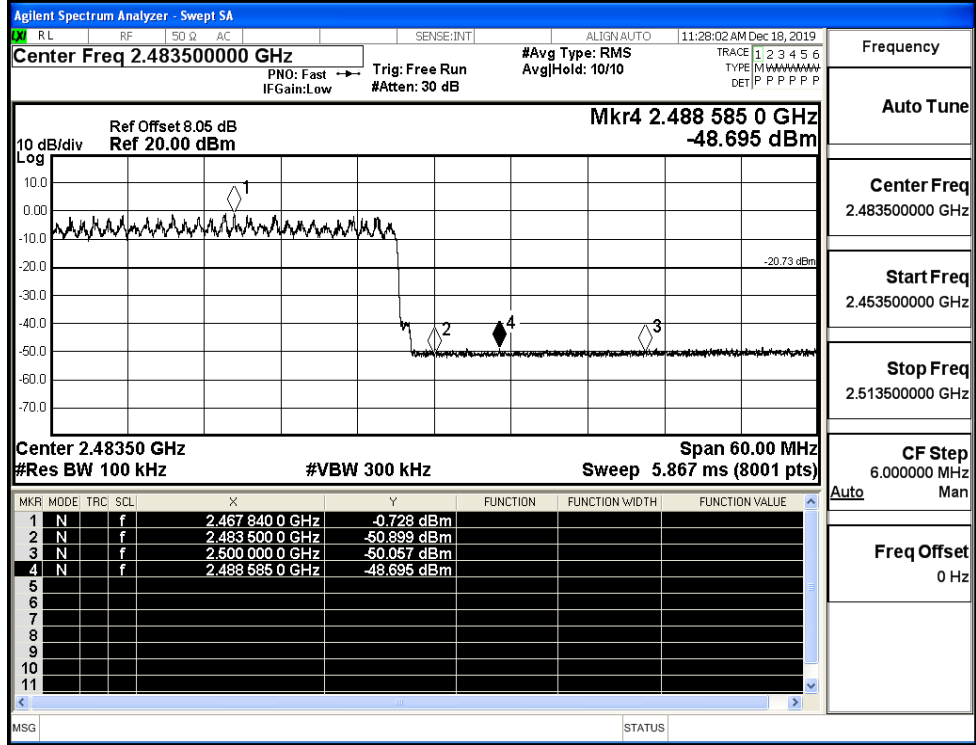 Agilent Spectrum Analyzer - Swept SA
LXI RL RF 50 Ω AC SENSE:INT ALIGN AUTO 11:28:02 AM Dec 18, 2019
Center Freq 2.483500000 GHz #Avg Type: RMS TRACE 1 2 3 4 5 6
PNO: Fast Trig: Free Run Avg|Hold: 10/10 TYPE M WWWWW
IFGain:Low #Atten: 30 dB DET P P P P P P
Mkr4 2.488 585 0 GHz
Ref Offset 8.05 dB
10 dB/div Ref 20.00 dBm -48.695 dBm
Log
10.0
1
0.00
-10.0
-20.0
-20.73 dBm
-30.0
-40.0
2 4 3
-50.0
-60.0
-70.0
Center 2.48350 GHz Span 60.00 MHz
#Res BW 100 kHz #VBW 300 kHz Sweep 5.867 ms (8001 pts)
MKR MODE TRC SCL X Y FUNCTION FUNCTION WIDTH FUNCTION VALUE
1 N f 2.467 840 0 GHz -0.728 dBm
2 N f 2.483 500 0 GHz -50.899 dBm
3 N f 2.500 000 0 GHz -50.057 dBm
4 N f 2.488 585 0 GHz -48.695 dBm
5
6
7
8
9
10
11
MSG STATUS
Frequency
Auto Tune
Center Freq
2.483500000 GHz
Start Freq
2.453500000 GHz
Stop Freq
2.513500000 GHz
CF Step
6.000000 MHz
Auto Man
Freq Offset
0 Hz